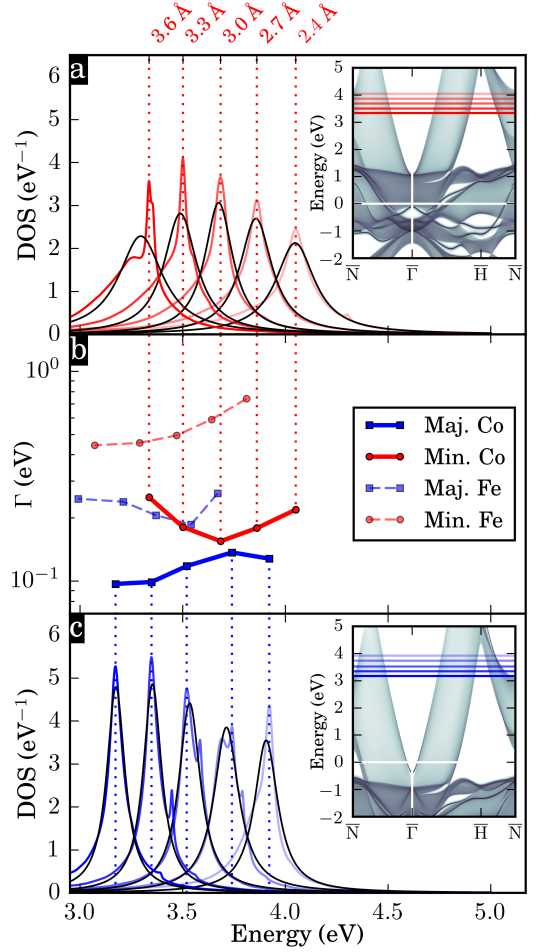 3.6 Å 3.3 Å 3.0 Å 2.7 Å 2.4 Å
a
DOS (eV⁻¹)
6
5
4
3
2
1
0
Energy (eV)
5
4
3
2
1
0
−1
−2
N̅ Γ̅ H̅ N̅
b
Γ (eV)
10⁰
10⁻¹
Maj. Co
Min. Co
Maj. Fe
Min. Fe
c
DOS (eV⁻¹)
6
5
4
3
2
1
0
Energy (eV)
5
4
3
2
1
0
−1
−2
N̅ Γ̅ H̅ N̅
3.0 3.5 4.0 4.5 5.0
Energy (eV)